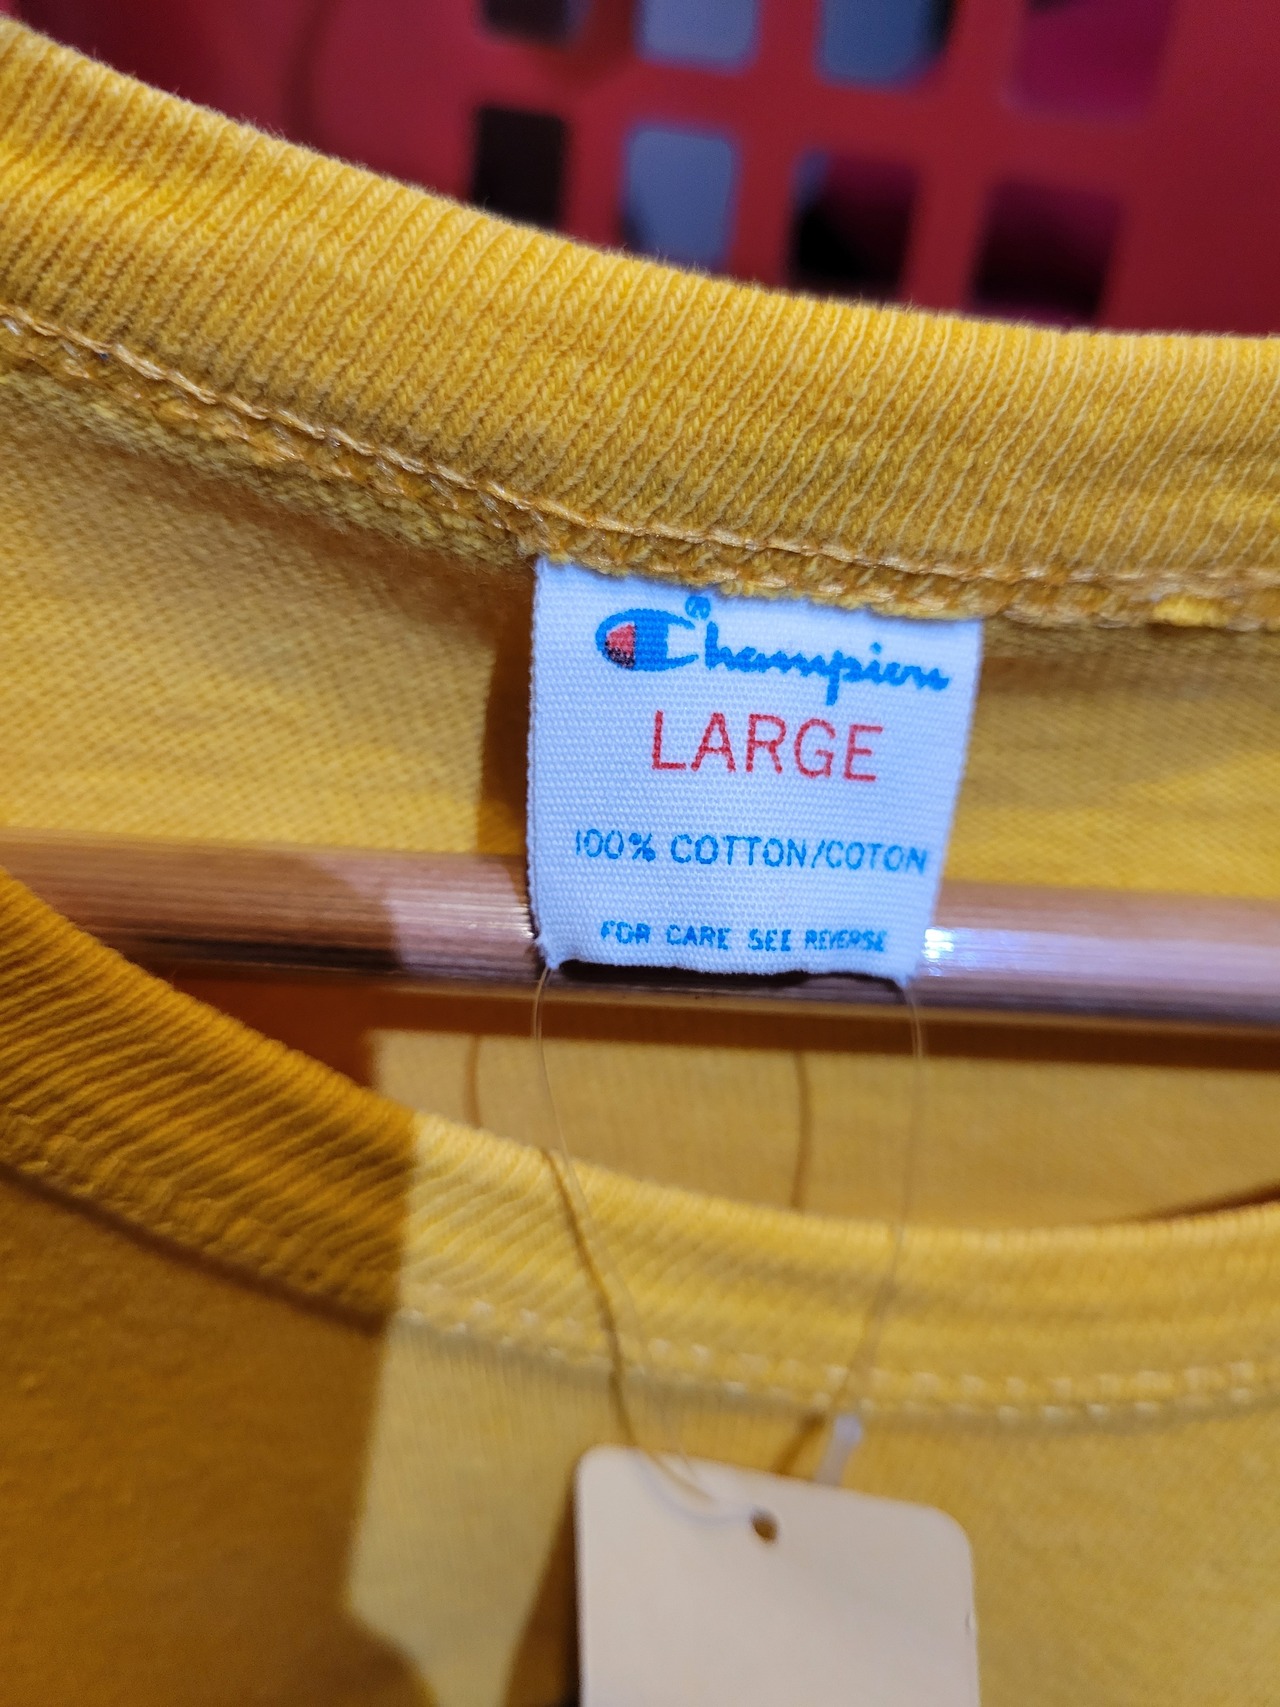 Champion®
LARGE
100% COTTON/COTON
FOR CARE SEE REVERSE